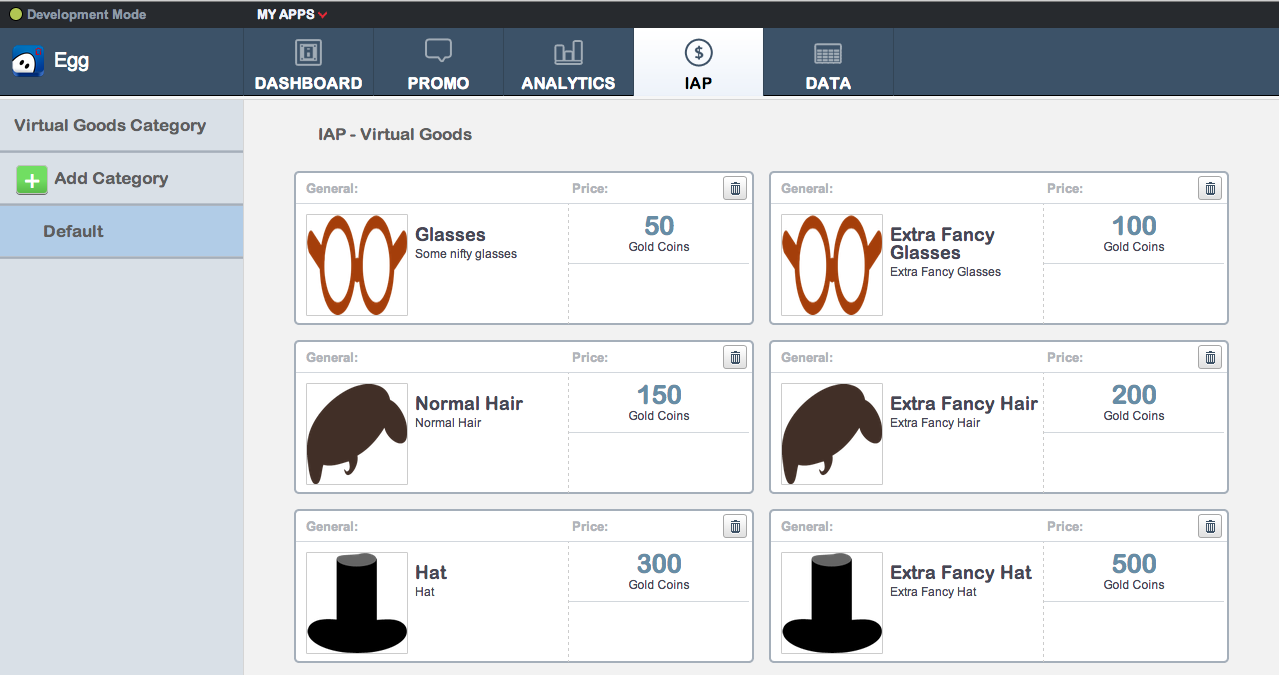 Development Mode
MY APPS
Egg
DASHBOARD
PROMO
ANALYTICS
$
IAP
DATA
Virtual Goods Category
Add Category
Default
IAP - Virtual Goods
General:
Price:
Glasses
Some nifty glasses
50
Gold Coins
General:
Price:
Extra Fancy
Glasses
Extra Fancy Glasses
100
Gold Coins
General:
Price:
Normal Hair
Normal Hair
150
Gold Coins
General:
Price:
Extra Fancy Hair
Extra Fancy Hair
200
Gold Coins
General:
Price:
Hat
Hat
300
Gold Coins
General:
Price:
Extra Fancy Hat
Extra Fancy Hat
500
Gold Coins